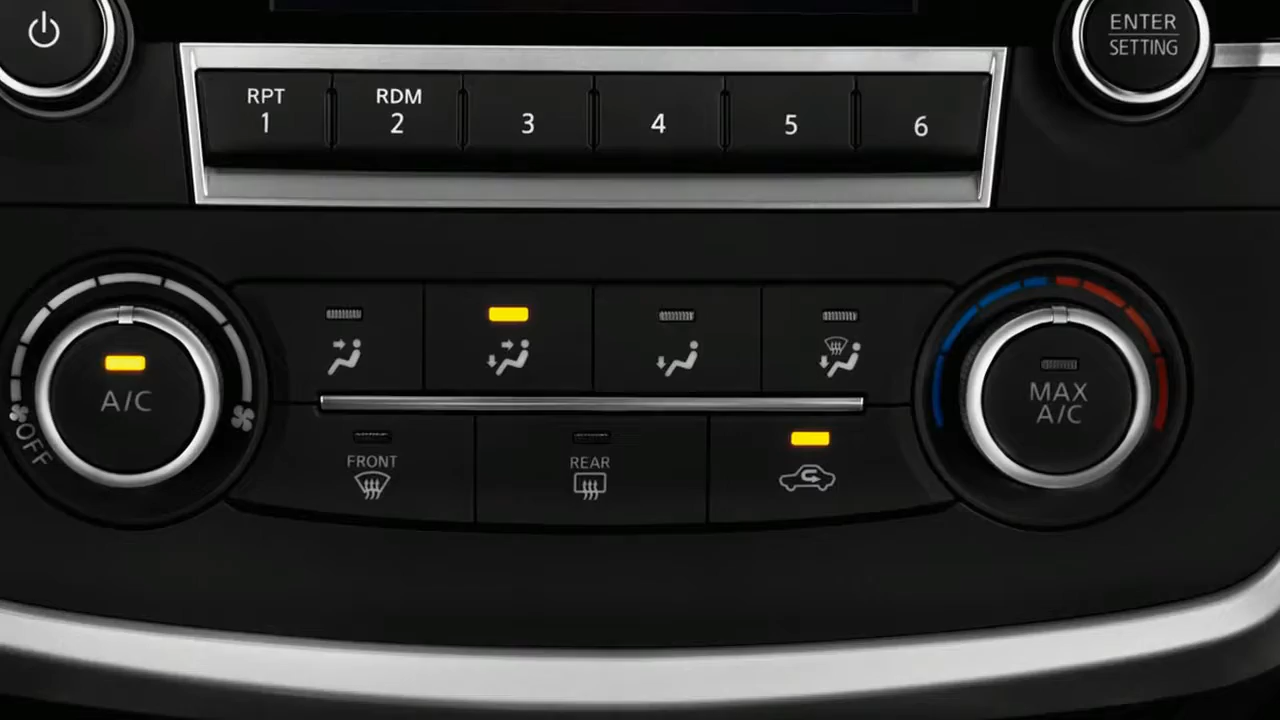 ENTER
SETTING
RPT
1
RDM
2
3
4
5
6
A/C
OFF
MAX
A/C
FRONT
REAR